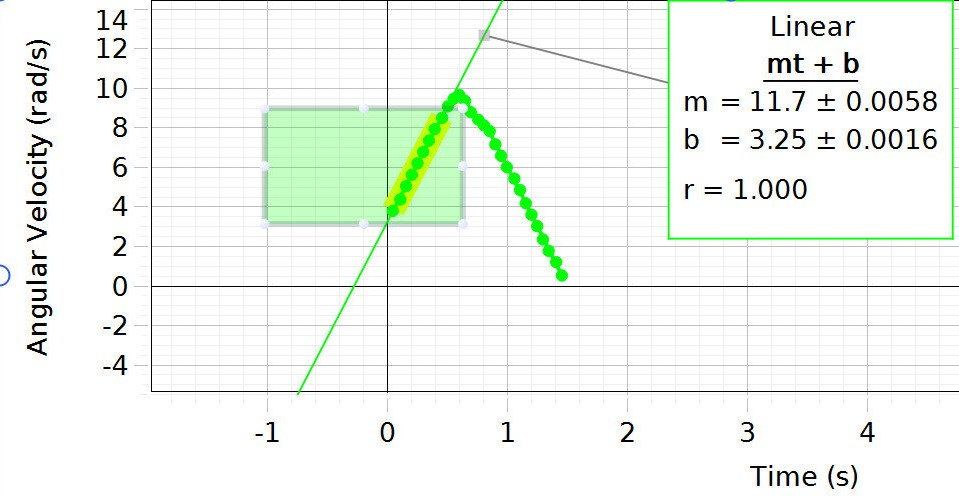 Angular Velocity (rad/s)
14
12
10
8
6
4
2
0
-2
-4
Linear
mt + b
m = 11.7 ± 0.0058
b = 3.25 ± 0.0016
r = 1.000
-1 0 1 2 3 4
Time (s)